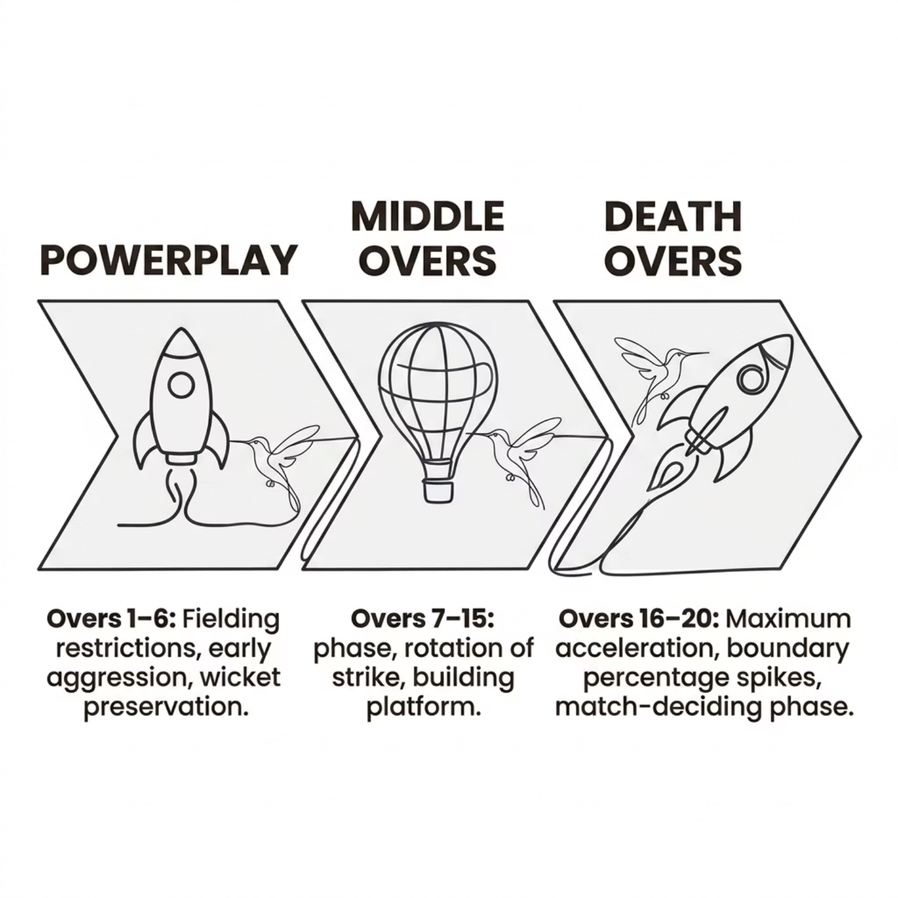 POWERPLAY
Overs 1–6: Fielding
restrictions, early
aggression, wicket
preservation.
MIDDLE
OVERS
Overs 7–15:
phase, rotation of
strike, building
platform.
DEATH
OVERS
Overs 16–20: Maximum
acceleration, boundary
percentage spikes,
match-deciding phase.